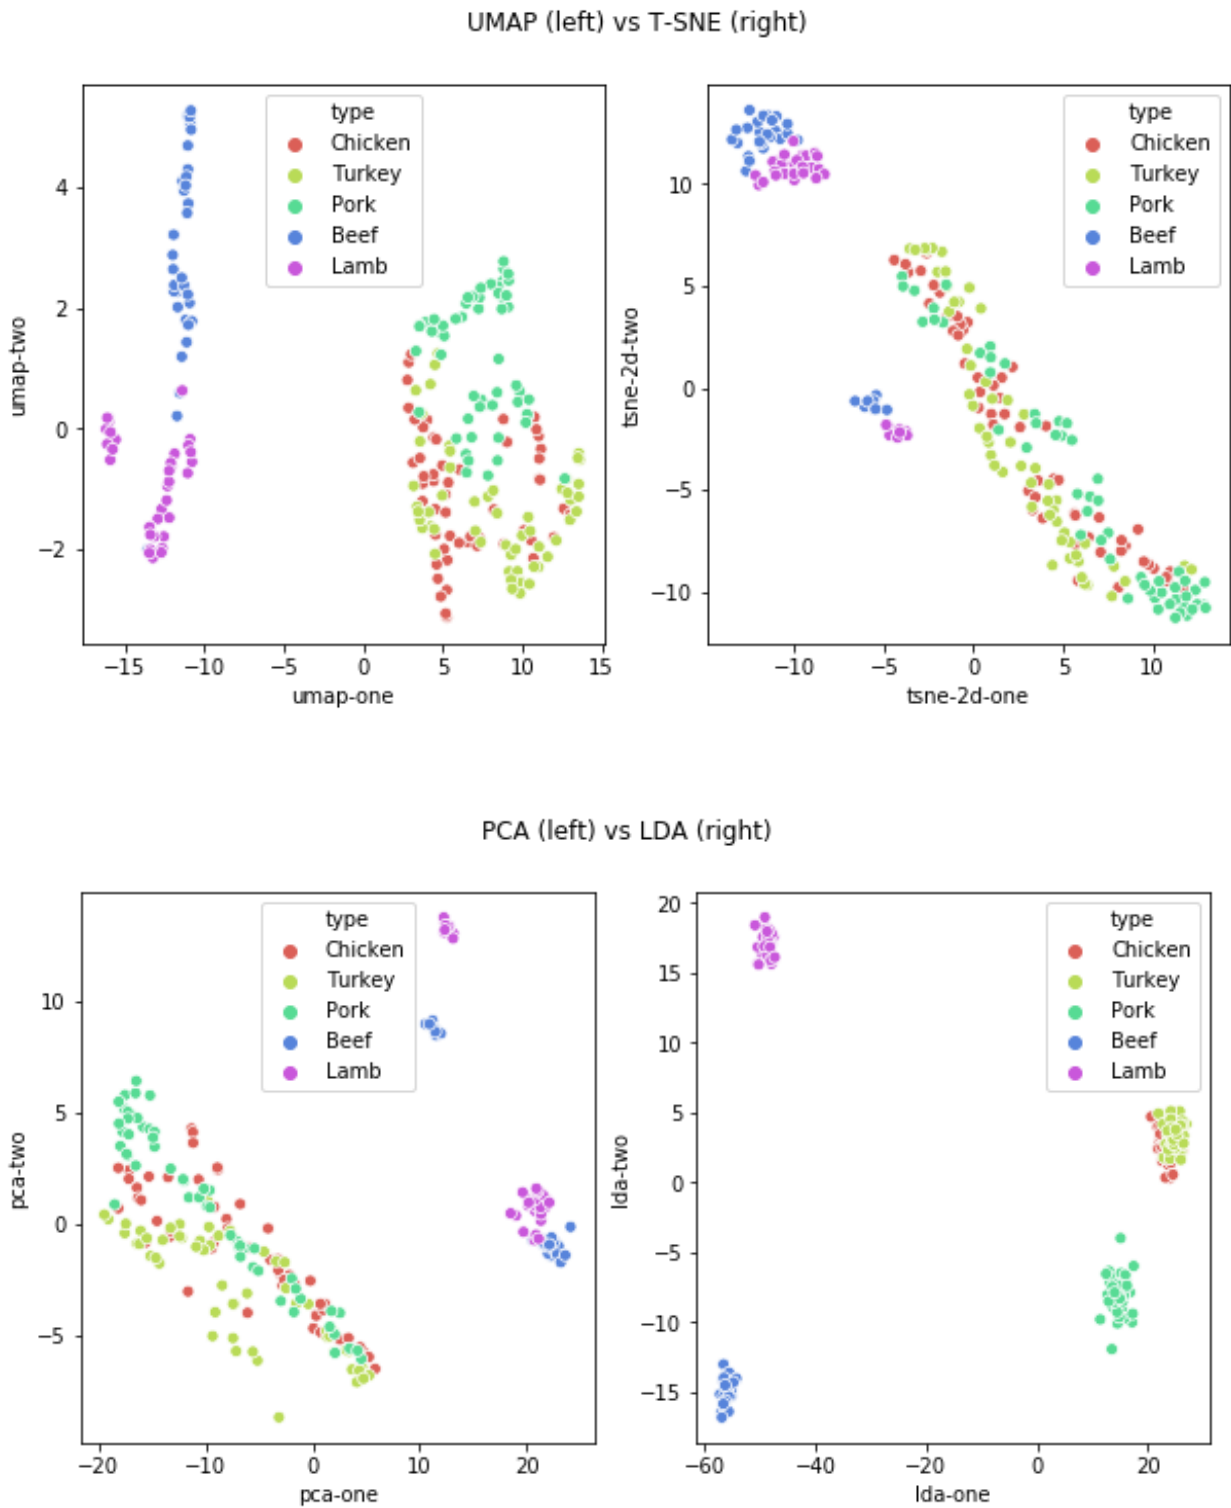 UMAP (left) vs T-SNE (right)
type
Chicken
Turkey
Pork
Beef
Lamb
4
2
0
−2
umap-two
−15
−10
−5
0
5
10
15
umap-one
type
Chicken
Turkey
Pork
Beef
Lamb
10
5
0
−5
−10
tsne-2d-two
−10
−5
0
5
10
tsne-2d-one
PCA (left) vs LDA (right)
type
Chicken
Turkey
Pork
Beef
Lamb
10
5
0
−5
pca-two
−20
−10
0
10
20
pca-one
type
Chicken
Turkey
Pork
Beef
Lamb
20
15
10
5
0
−5
−10
−15
lda-two
−60
−40
−20
0
20
lda-one